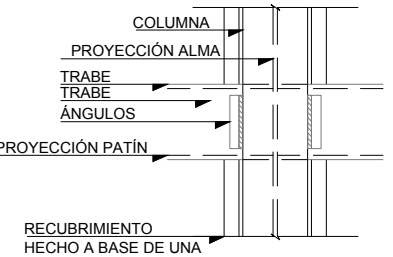 COLUMNA
PROYECCIÓN ALMA
TRABE
TRABE
ÁNGULOS
PROYECCIÓN PATÍN
RECUBRIMIENTO
HECHO A BASE DE UNA